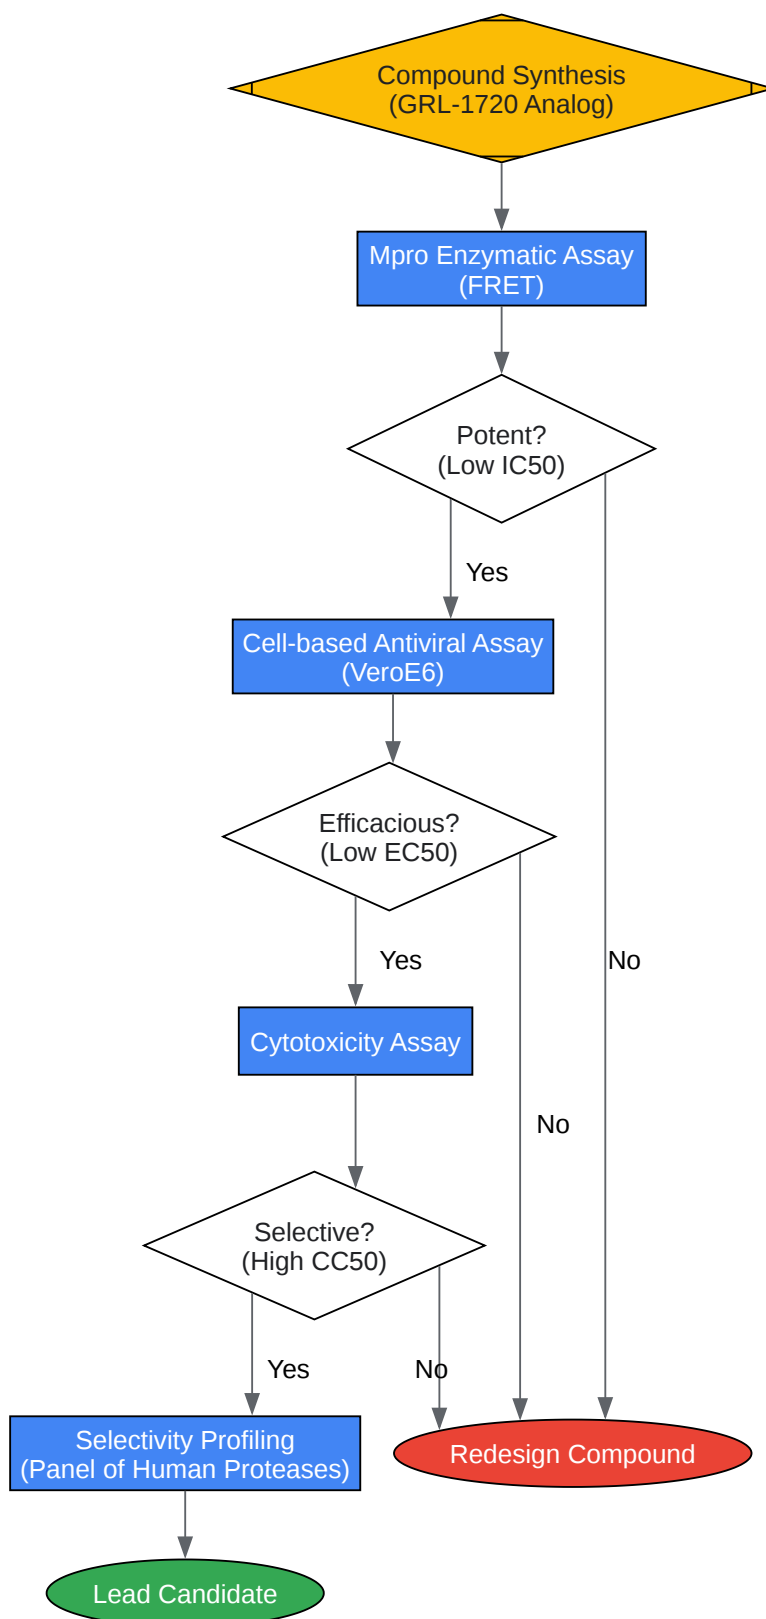 Compound Synthesis
(GRL-1720 Analog)
Mpro Enzymatic Assay
(FRET)
Potent?
(Low IC50)
Yes
Cell-based Antiviral Assay
(VeroE6)
Efficacious?
(Low EC50)
Yes
No
Cytotoxicity Assay
No
Selective?
(High CC50)
Yes
No
Selectivity Profiling
(Panel of Human Proteases)
Redesign Compound
Lead Candidate